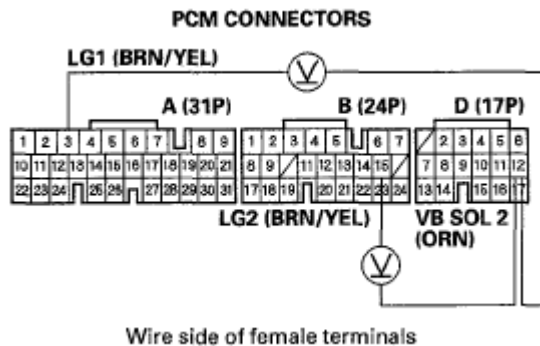 PCM CONNECTORS
LG1 (BRN/YEL)
V
A (31P) B (24P) D (17P)
1 2 3 4 5 6 7 8 9 1 2 3 4 5 6 7 2 3 4 5 6
10 11 12 13 14 15 16 17 18 19 20 21 8 9 11 12 13 14 15 7 8 9 10 11 12
22 23 24 25 26 27 28 29 30 31 17 18 19 20 21 22 23 24 13 14 15 16 17
LG2 (BRN/YEL) VB SOL 2
(ORN)
V
Wire side of female terminals